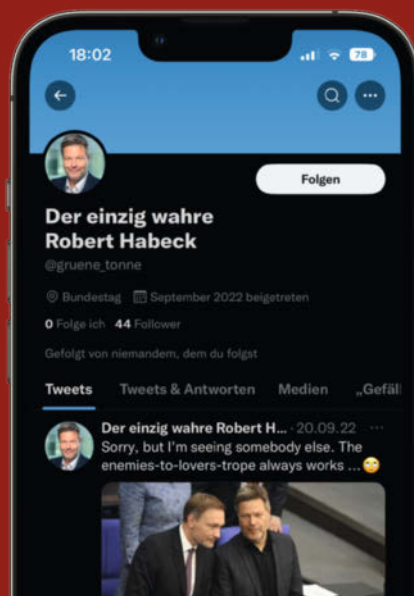 18:02
78
Folgen
Der einzig wahre
Robert Habeck
@gruene_tonne
Bundestag September 2022 beigetreten
0 Folge ich 44 Follower
Gefolgt von niemandem, dem du folgst
Tweets Tweets & Antworten Medien „Gefäl
Der einzig wahre Robert H... · 20.09.22 ...
Sorry, but I'm seeing somebody else. The
enemies-to-lovers-trope always works ...🙄